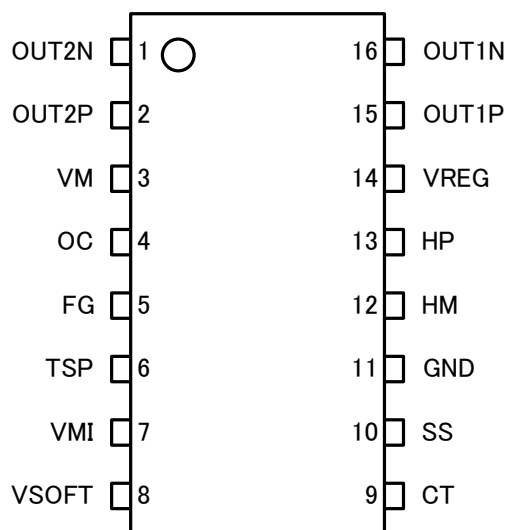 OUT2N 1 16 OUT1N
OUT2P 2 15 OUT1P
VM 3 14 VREG
OC 4 13 HP
FG 5 12 HM
TSP 6 11 GND
VMI 7 10 SS
VSOFT 8 9 CT